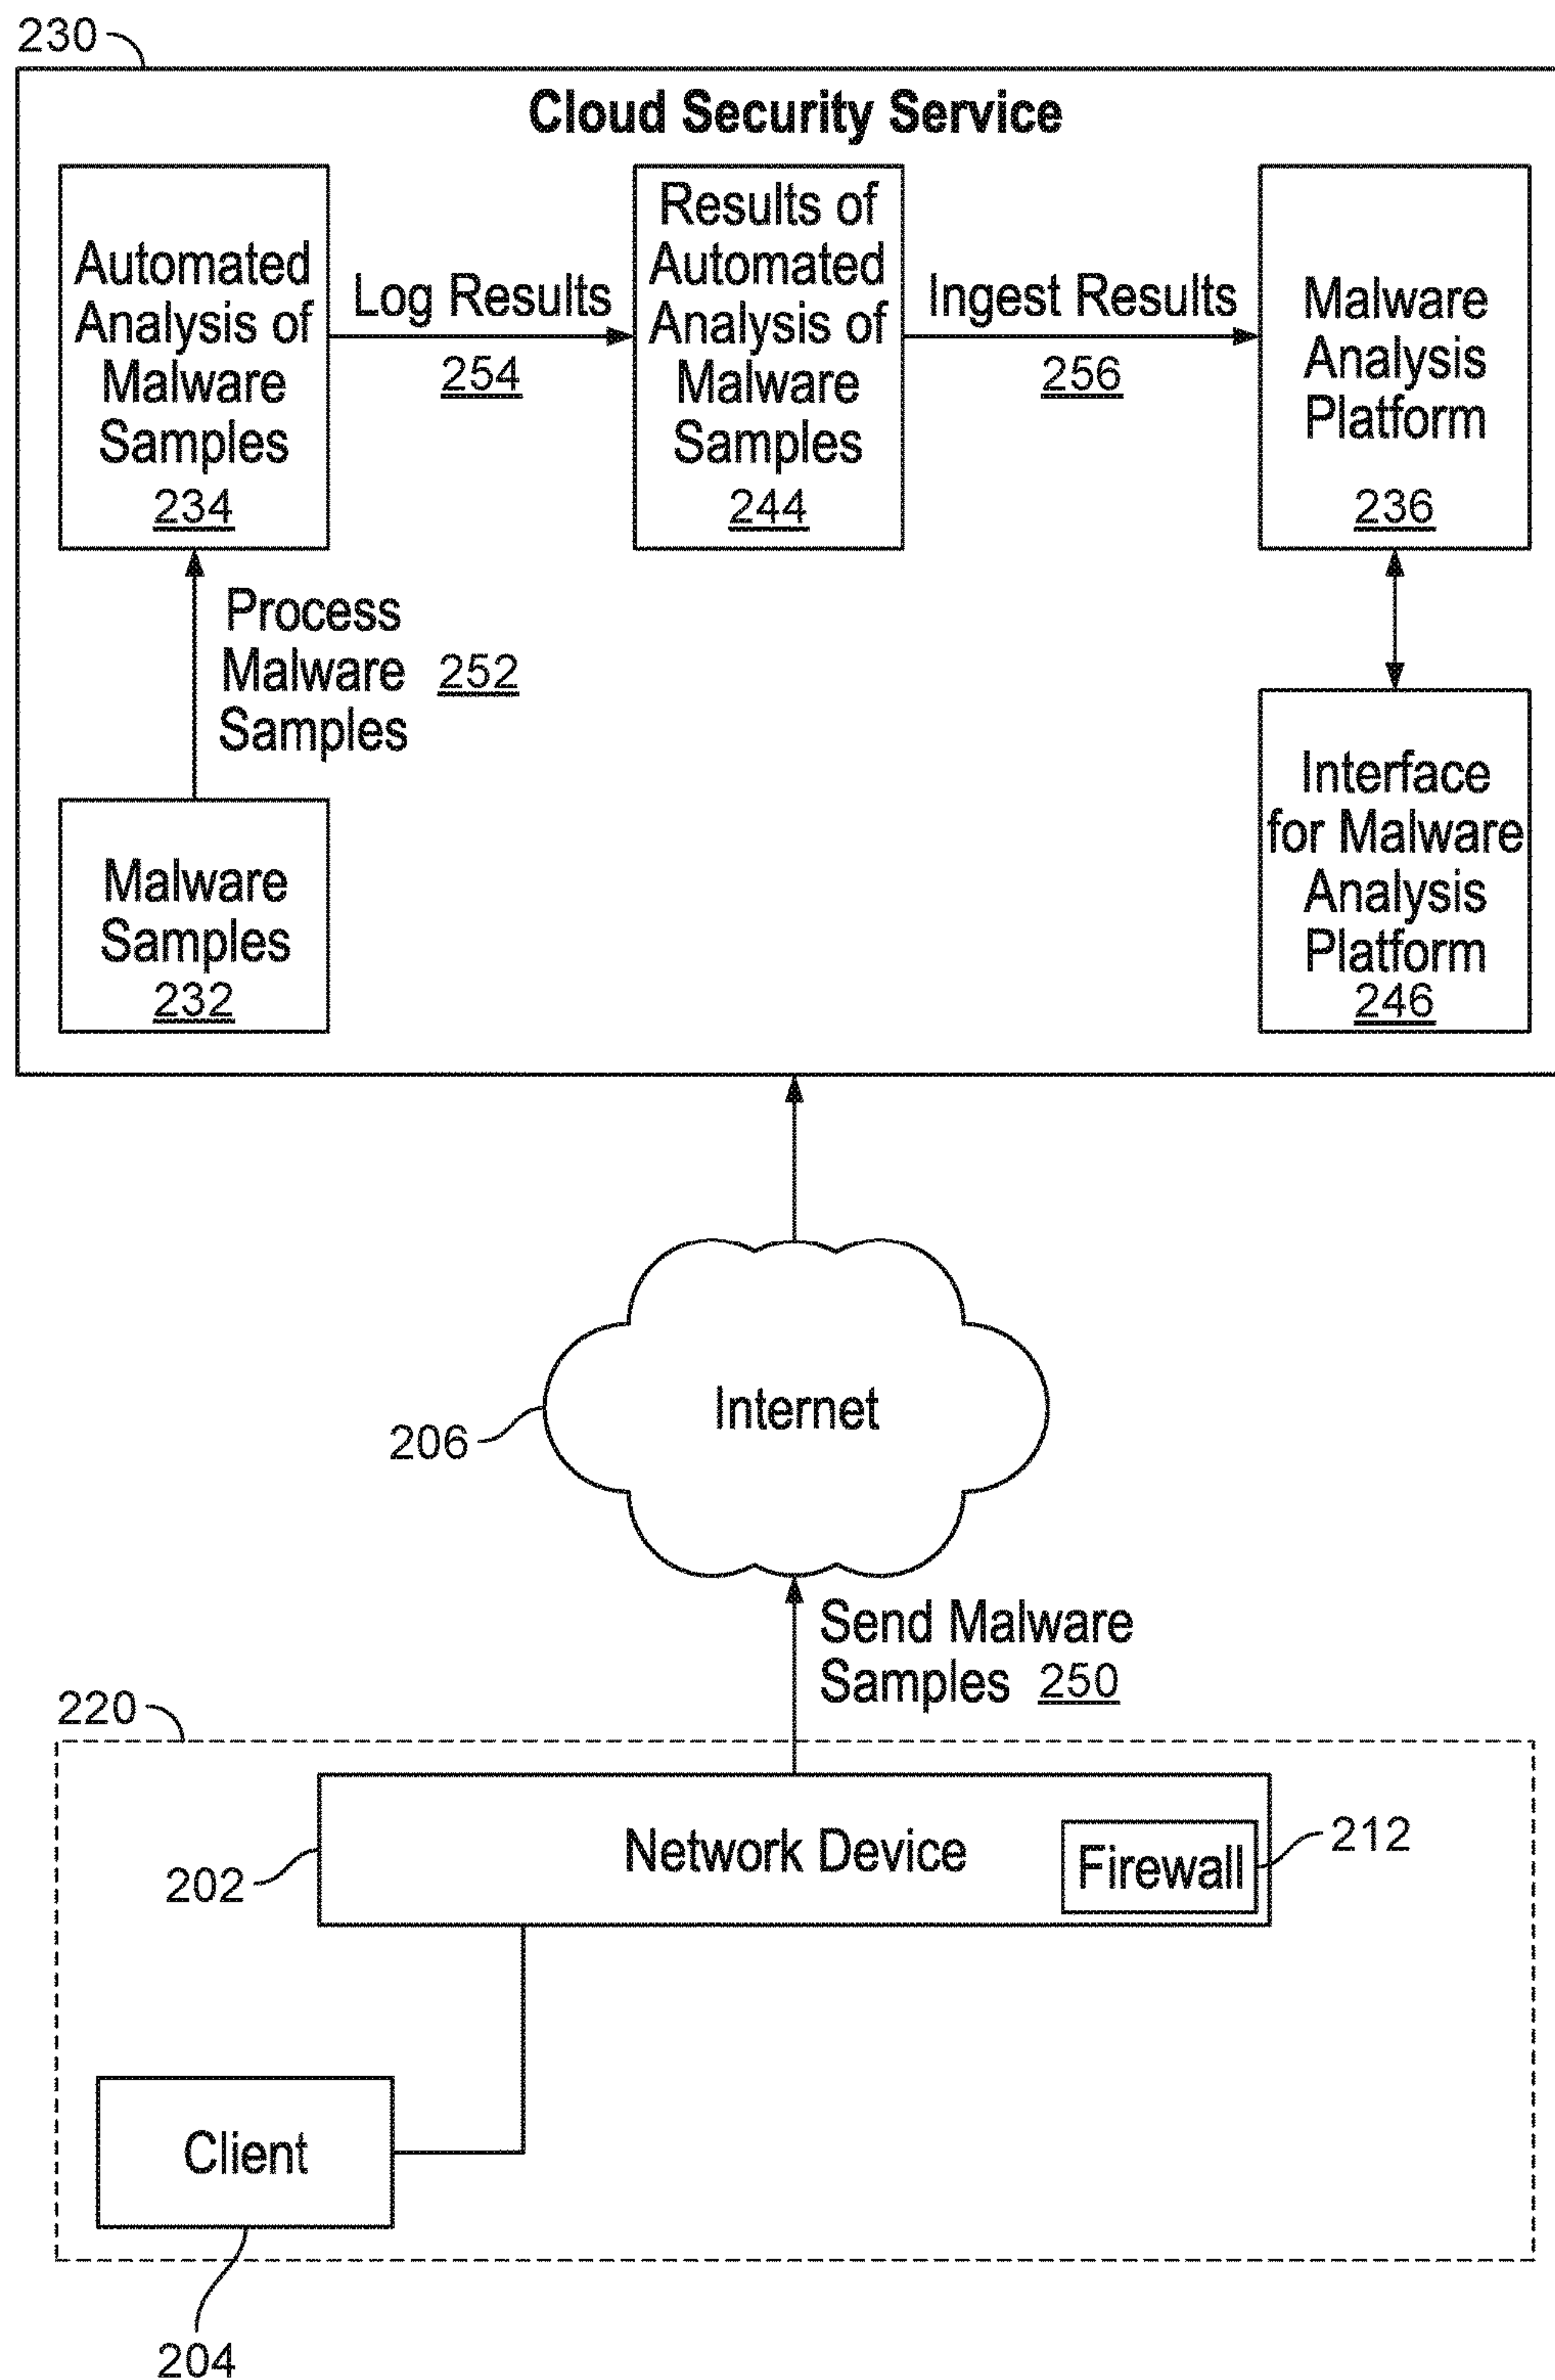 230
Cloud Security Service
Automated
Analysis of
Malware
Samples
234
Log Results
254
Results of
Automated
Analysis of
Malware
Samples
244
Ingest Results
256
Malware
Analysis
Platform
236
Process
Malware 252
Samples
Malware
Samples
232
Interface
for Malware
Analysis
Platform
246
Internet
206
Send Malware
Samples 250
220
Network Device
Firewall
212
202
Client
204